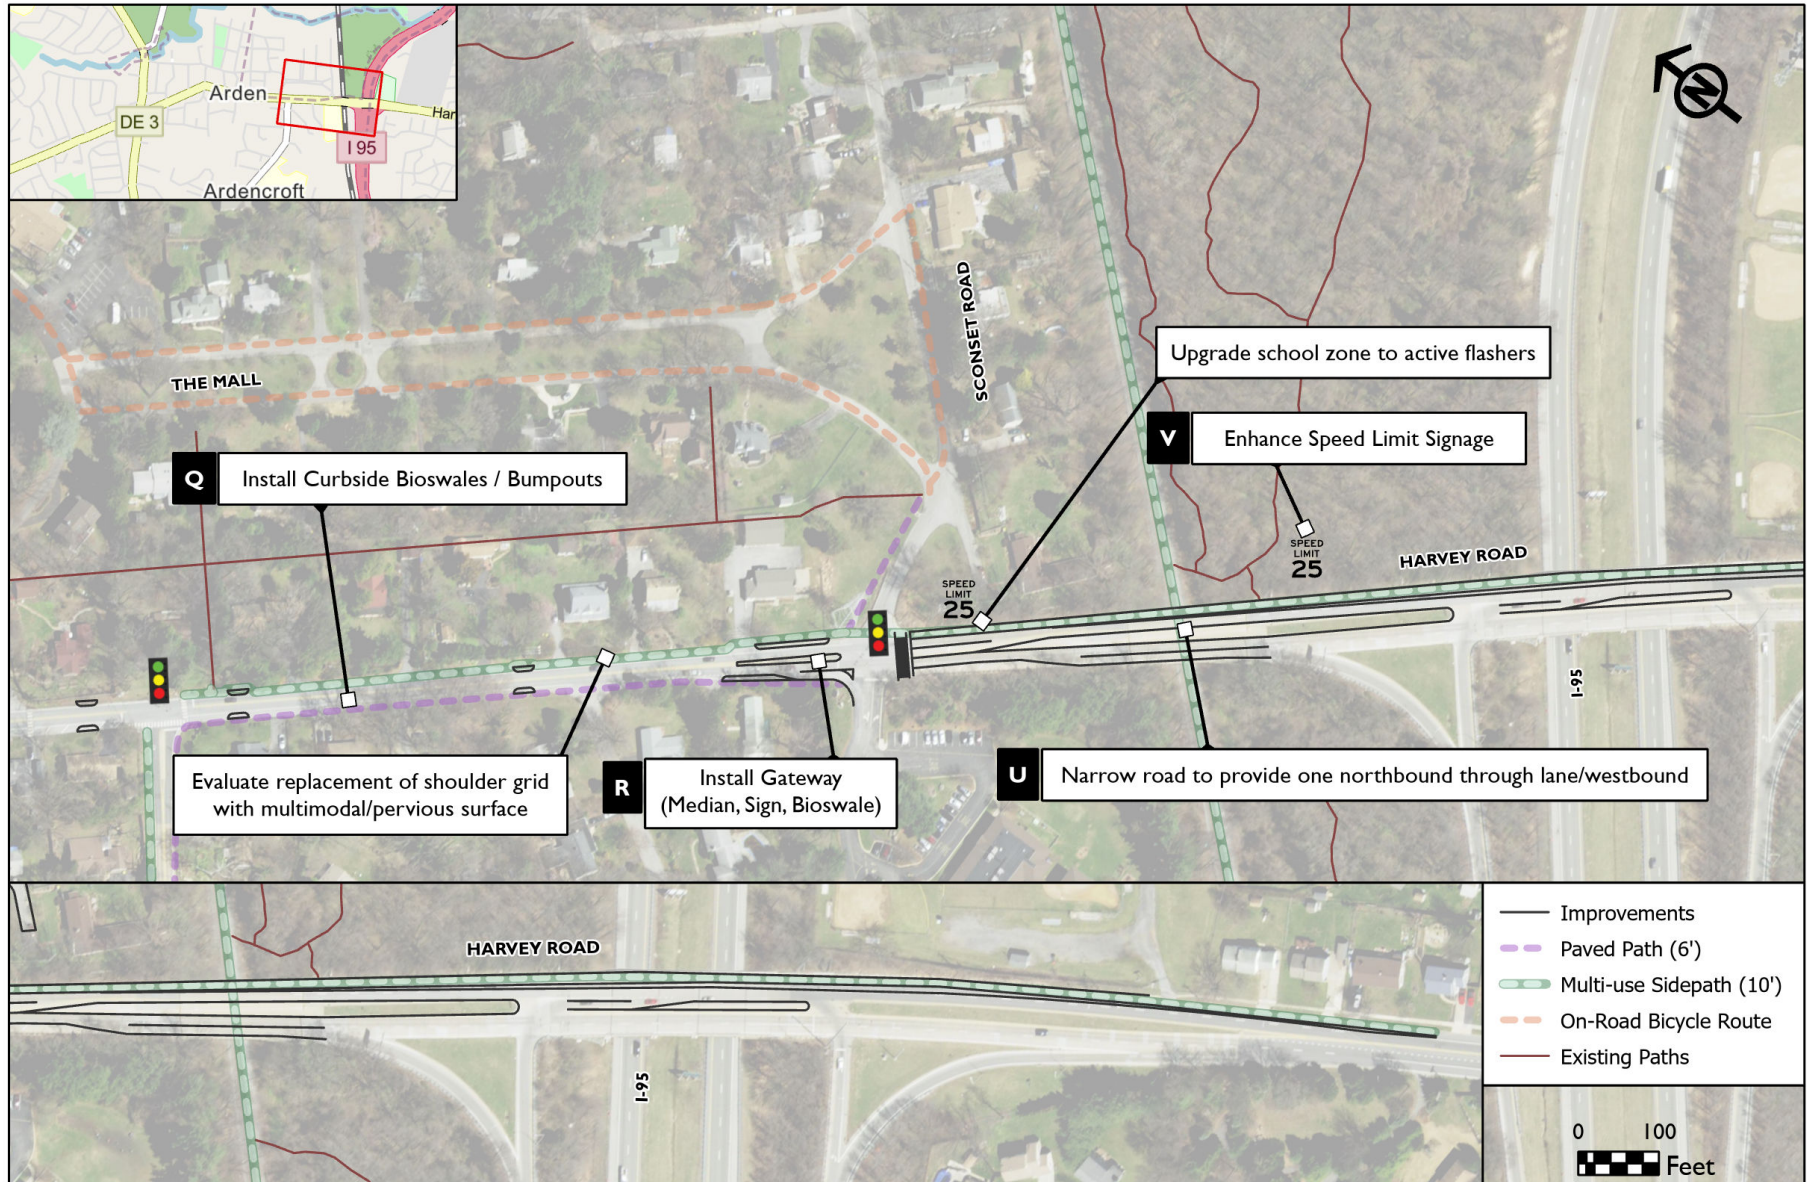 Arden
DE 3
Har
I 95
Ardencroft
N
THE MALL
SCONSET ROAD
Upgrade school zone to active flashers
V
Enhance Speed Limit Signage
Q
Install Curbside Bioswales / Bumpouts
SPEED
LIMIT
25
SPEED
LIMIT
25
HARVEY ROAD
I-95
Evaluate replacement of shoulder grid
with multimodal/pervious surface
R
Install Gateway
(Median, Sign, Bioswale)
U
Narrow road to provide one northbound through lane/westbound
HARVEY ROAD
I-95
Improvements
Paved Path (6')
Multi-use Sidepath (10')
On-Road Bicycle Route
Existing Paths
0 100
Feet